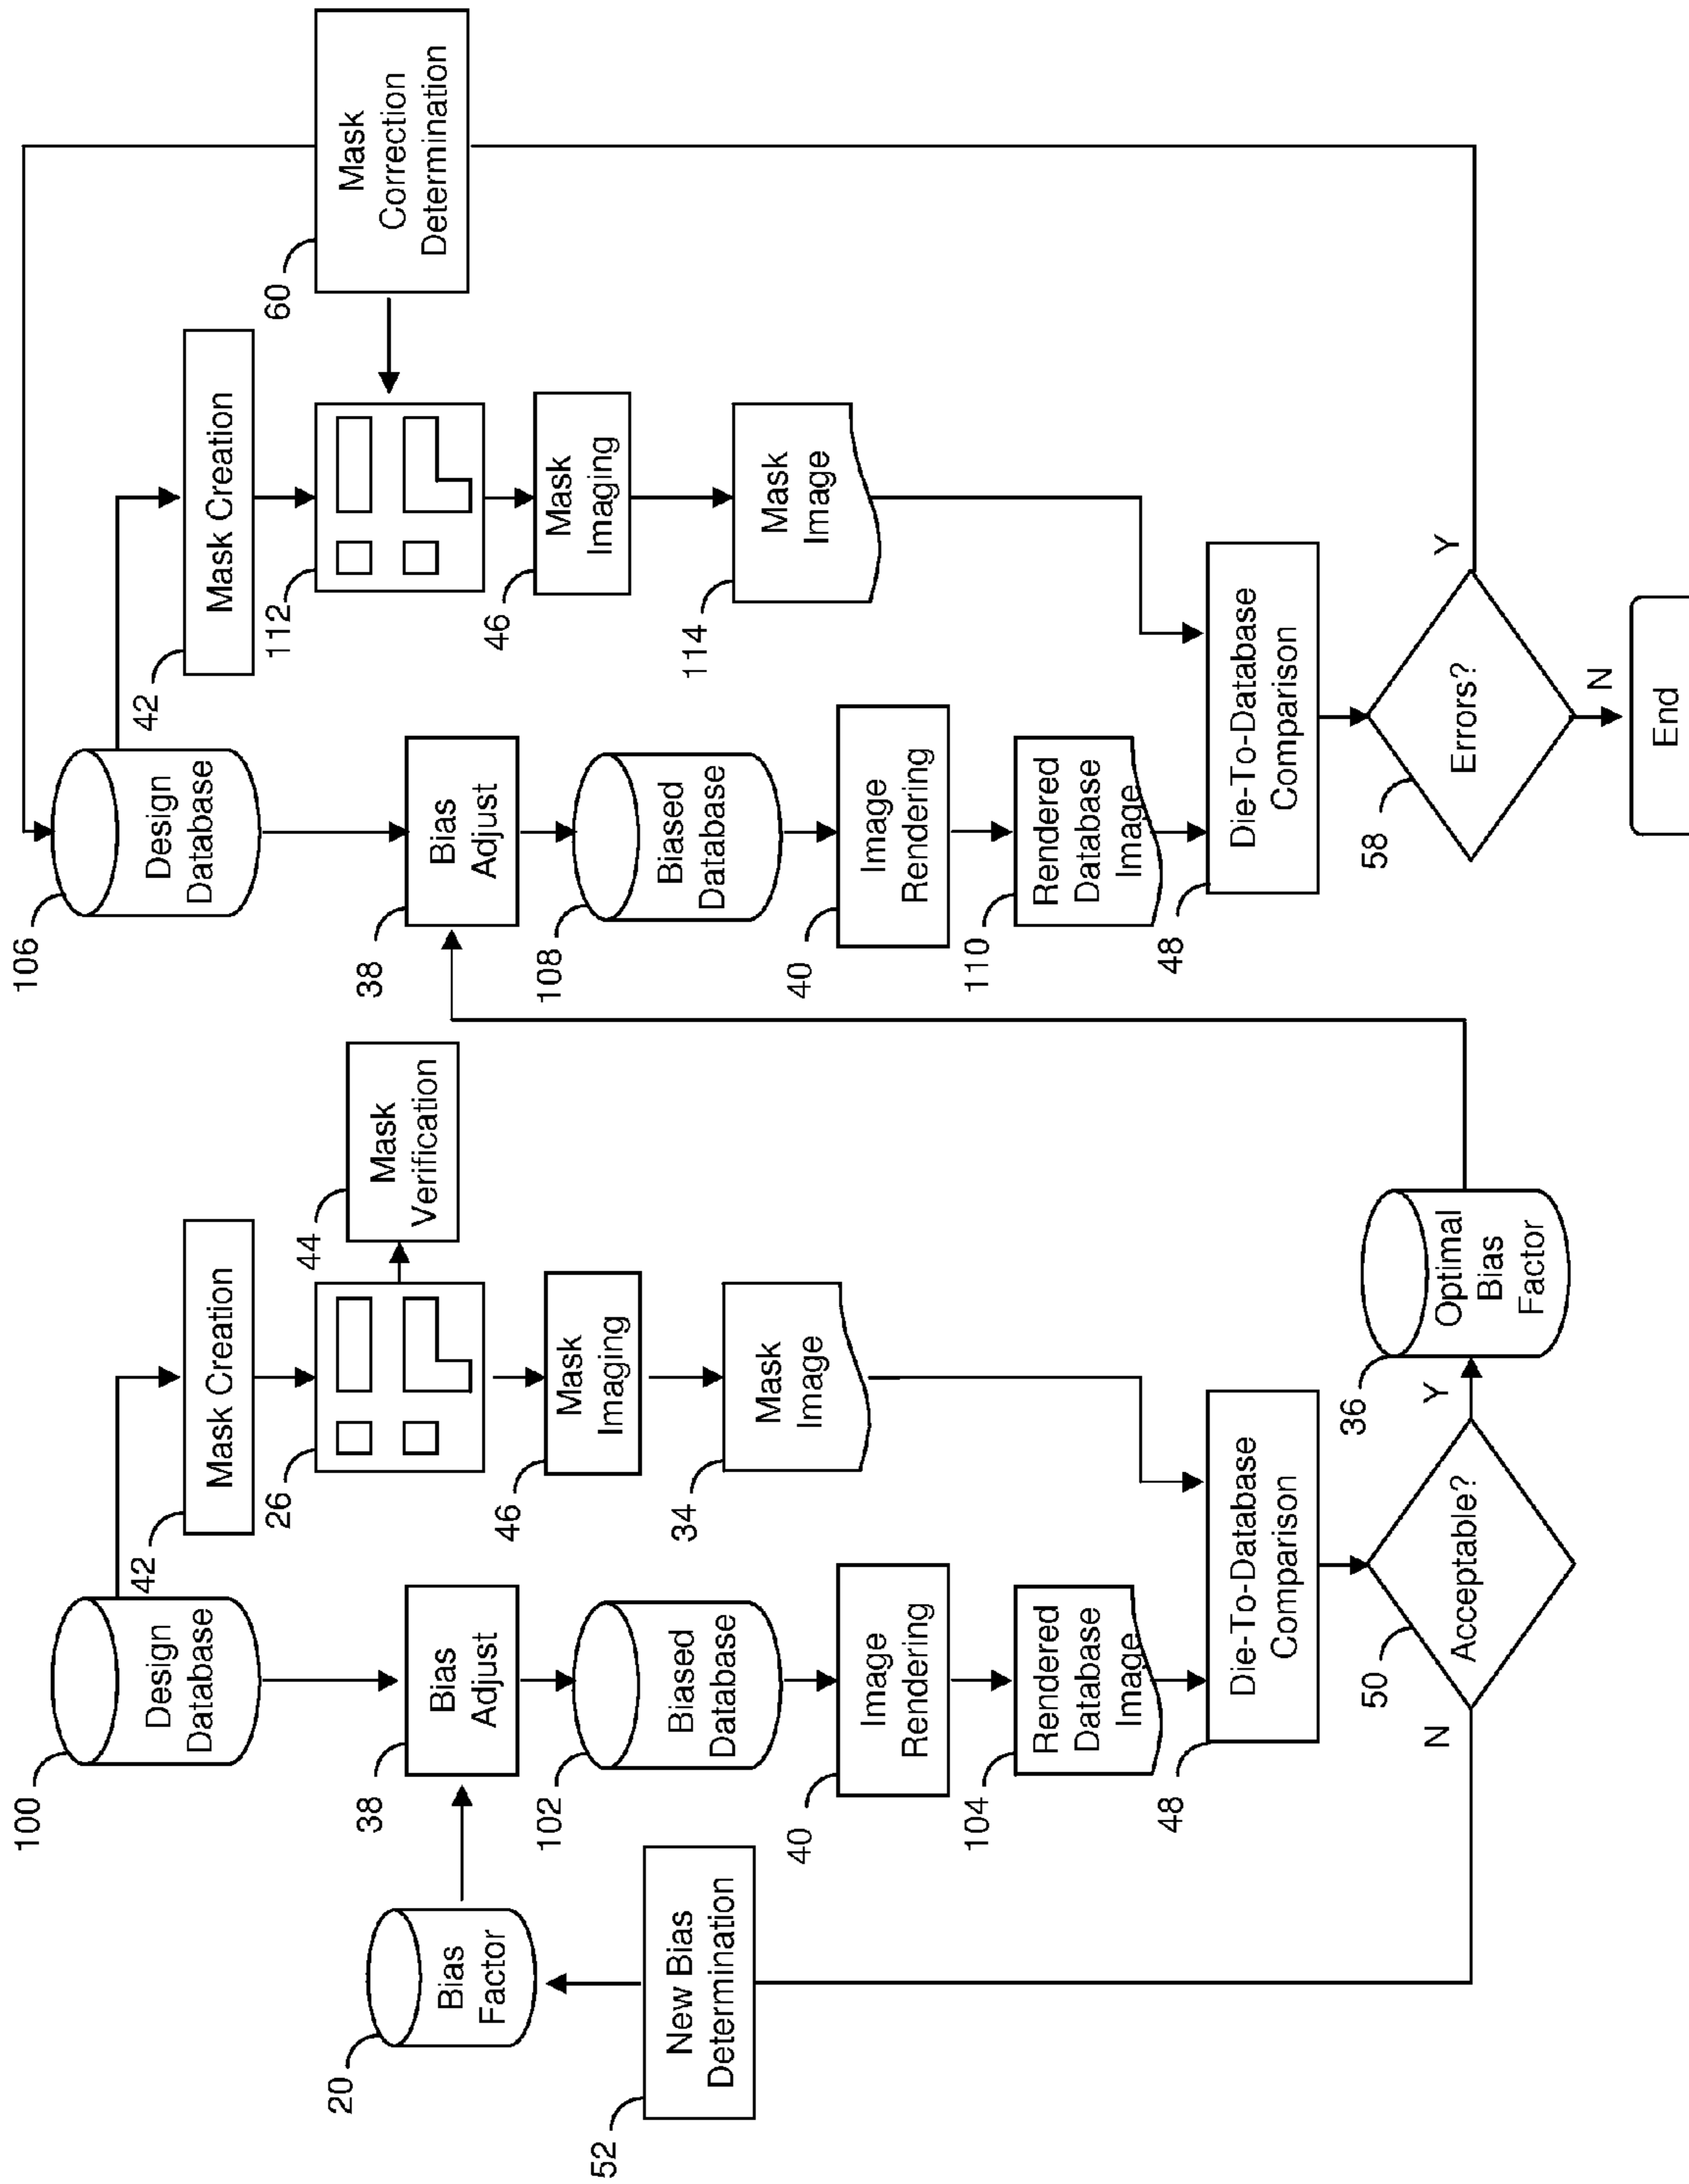 100
Design
Database
42
Mask Creation
26
44
Mask
Verification
20
Bias
Factor
38
Bias
Adjust
46
Mask
Imaging
102
Biased
Database
34
Mask
Image
52
New Bias
Determination
40
Image
Rendering
104
Rendered
Database
Image
48
Die-To-Database
Comparison
50
Acceptable?
N
Y
36
Optimal
Bias
Factor
106
Design
Database
42
Mask Creation
112
60
Mask
Correction
Determination
38
Bias
Adjust
46
Mask
Imaging
108
Biased
Database
114
Mask
Image
40
Image
Rendering
110
Rendered
Database
Image
48
Die-To-Database
Comparison
58
Errors?
Y
N
End